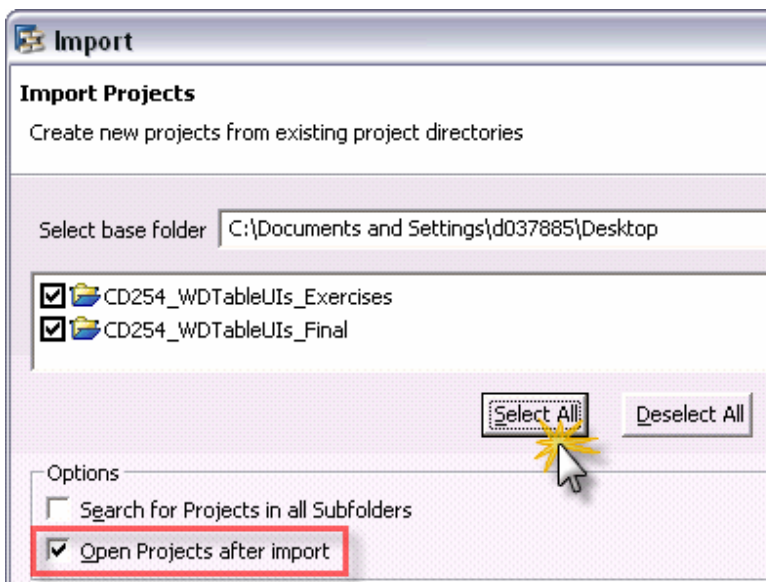 Import
Import Projects
Create new projects from existing project directories
Select base folder C:\Documents and Settings\d037885\Desktop
CD254_WDTableUIs_Exercises
CD254_WDTableUIs_Final
Select All Deselect All
Options
Search for Projects in all Subfolders
Open Projects after import